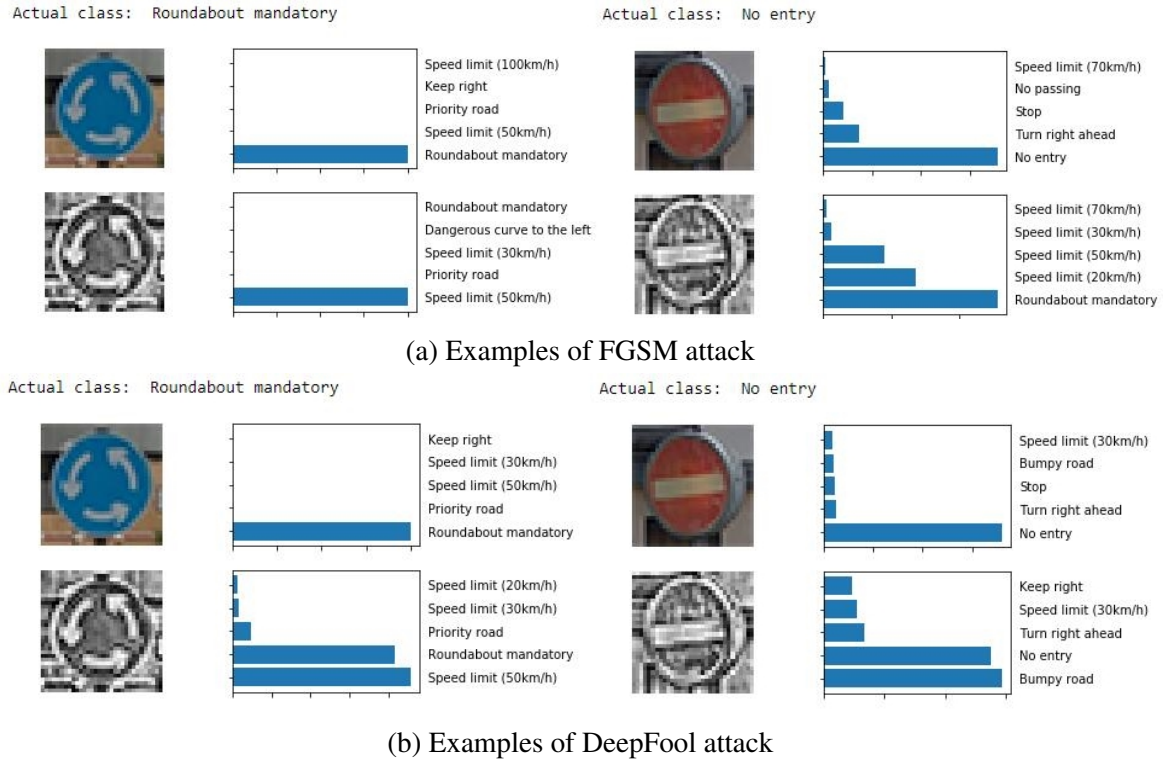 Actual class:  Roundabout mandatory
Speed limit (100km/h)
Keep right
Priority road
Speed limit (50km/h)
Roundabout mandatory
Roundabout mandatory
Dangerous curve to the left
Speed limit (30km/h)
Priority road
Speed limit (50km/h)
Actual class:  No entry
Speed limit (70km/h)
No passing
Stop
Turn right ahead
No entry
Speed limit (70km/h)
Speed limit (30km/h)
Speed limit (50km/h)
Speed limit (20km/h)
Roundabout mandatory
(a) Examples of FGSM attack
Actual class:  Roundabout mandatory
Keep right
Speed limit (30km/h)
Speed limit (50km/h)
Priority road
Roundabout mandatory
Speed limit (20km/h)
Speed limit (30km/h)
Priority road
Roundabout mandatory
Speed limit (50km/h)
Actual class:  No entry
Speed limit (30km/h)
Bumpy road
Stop
Turn right ahead
No entry
Keep right
Speed limit (30km/h)
Turn right ahead
No entry
Bumpy road
(b) Examples of DeepFool attack